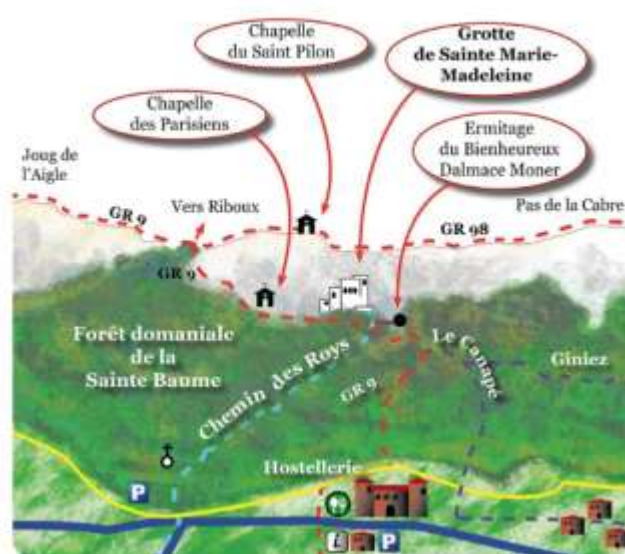 Chapelle
du Saint Pilon
Grotte
de Sainte Marie-
Madeleine
Chapelle
des Parisiens
Ermitage
du Bienheureux
Dalmace Moner
Joug de
l'Aigle
GR 9
Vers Riboux
Pas de la Cabre
GR 98
GR 9
Forêt domaniale
de la
Sainte Baume
Chemin des Roys
Le Canapé
Giniez
GR 9
Hostellerie
P
i
P